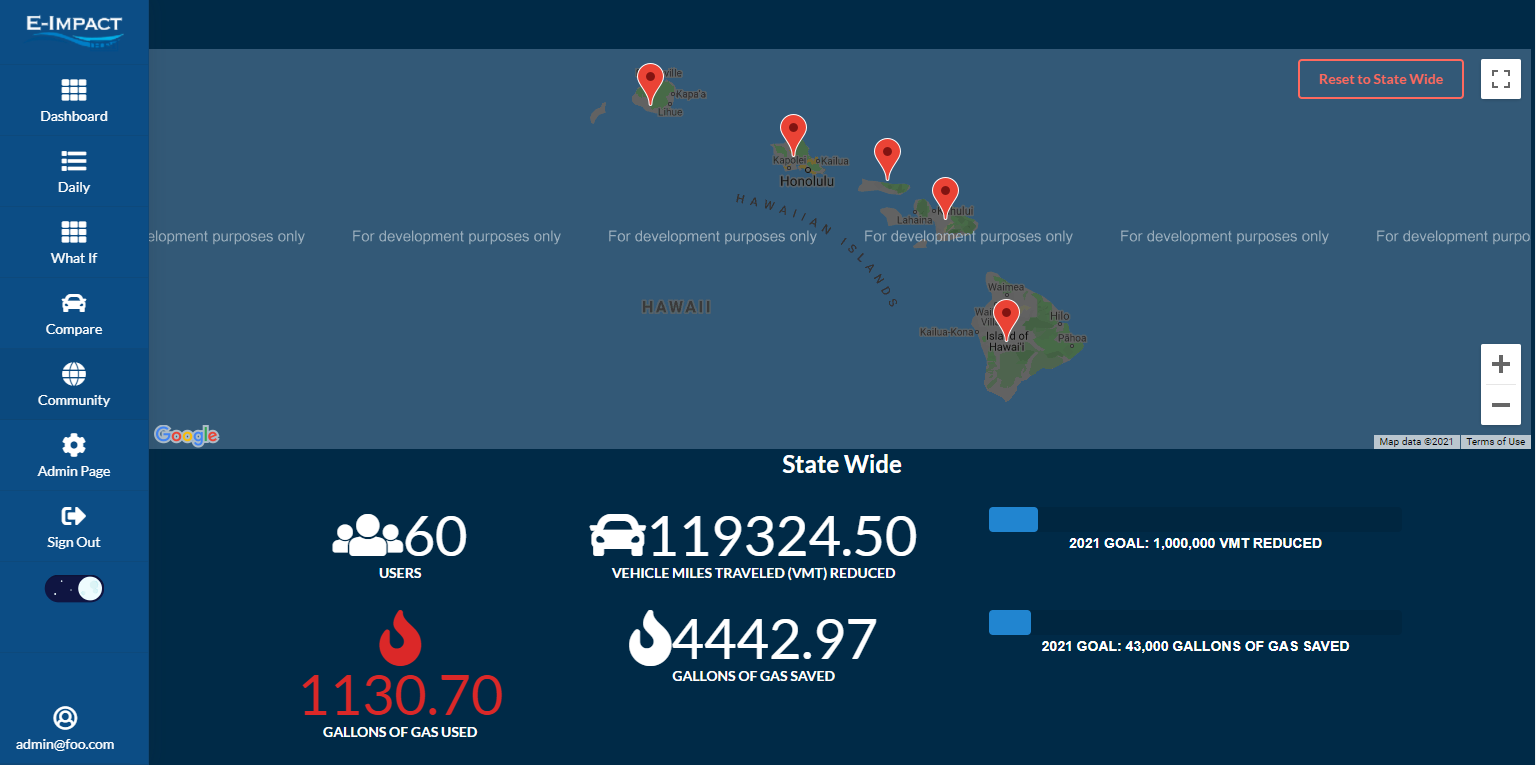 E-IMPACT
Dashboard
Daily
What If
Compare
Community
Admin Page
Sign Out
admin@foo.com
Reset to State Wide
ville
Kapa'a
Lihue
Kapolei
Kailua
Honolulu
HAWAIIAN ISLANDS
Lahaina
hului
elopment purposes only
For development purposes only
For development purposes only
For development purposes only
For development purposes only
For development purpo
HAWAII
Waimea
Wai
Vill
Hilo
Kailua-Kona
Island of
Hawai'i
Pāhoa
Google
Map data ©2021
Terms of Use
State Wide
60
USERS
119324.50
VEHICLE MILES TRAVELED (VMT) REDUCED
2021 GOAL: 1,000,000 VMT REDUCED
1130.70
GALLONS OF GAS USED
4442.97
GALLONS OF GAS SAVED
2021 GOAL: 43,000 GALLONS OF GAS SAVED